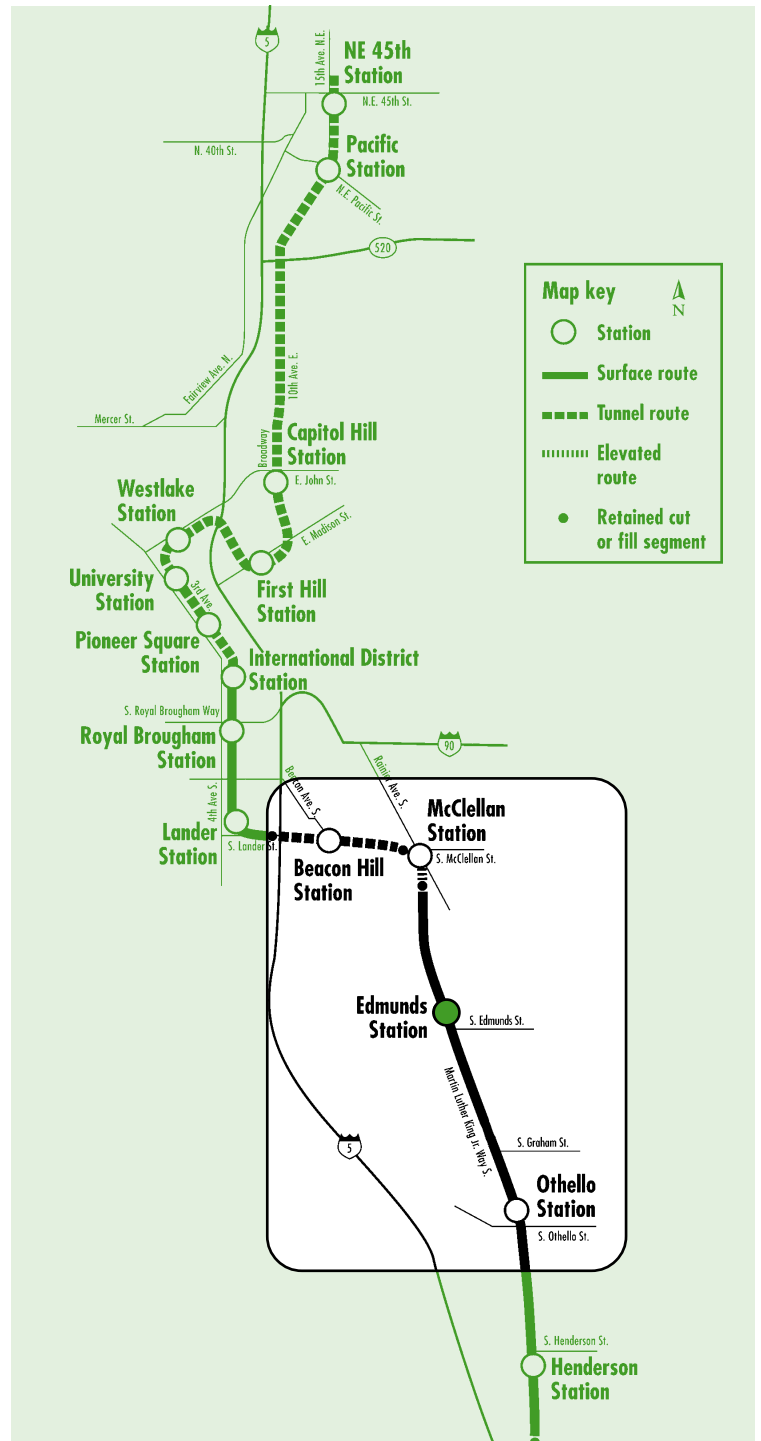 5
15th Ave. N.E.
NE 45th
Station
N.E. 45th St.
N. 40th St.
Pacific
Station
N.E. Pacific St.
520
Map key
N
Station
Surface route
Tunnel route
Elevated
route
Retained cut
or fill segment
Fairview Ave. N.
10th Ave. E.
Mercer St.
Broadway
Capitol Hill
Station
E. John St.
Westlake
Station
E. Madison St.
University
Station
3rd Ave.
First Hill
Station
Pioneer Square
Station
International District
Station
S. Royal Brougham Way
Royal Brougham
Station
90
Rainier Ave. S.
Beacon Ave. S.
4th Ave S.
McClellan
Station
Lander
Station
S. Lander St.
S. McClellan St.
Beacon Hill
Station
Edmunds
Station
S. Edmunds St.
Martin Luther King Jr. Way S.
5
S. Graham St.
Othello
Station
S. Othello St.
S. Henderson St.
Henderson
Station